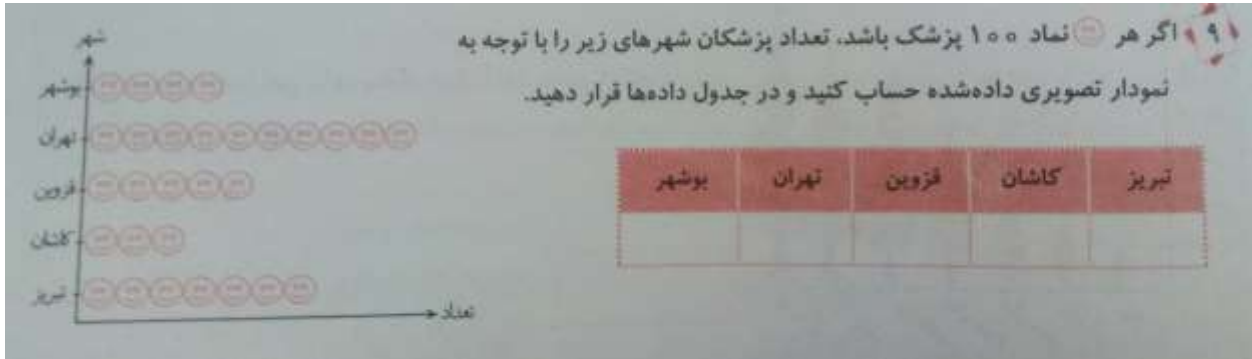 ۹ اگر هر نماد ۱۰۰ پزشک باشد، تعداد پزشکان شهرهای زیر را با توجه به
نمودار تصویری داده‌شده حساب کنید و در جدول داده‌ها قرار دهید.
تبریز کاشان قزوین تهران بوشهر
شهر
بوشهر
تهران
قزوین
کاشان
تبریز
تعداد